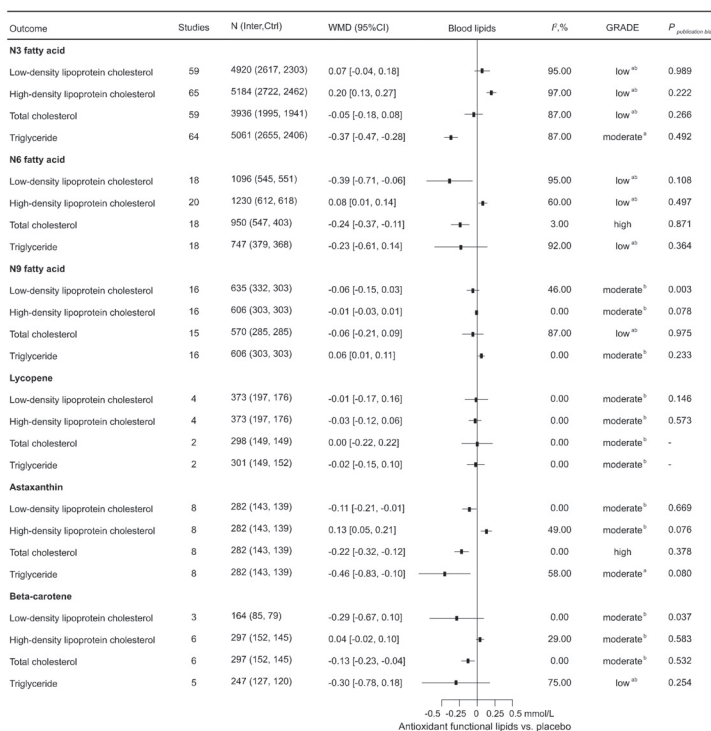 Outcome Studies N (Inter,Ctrl) WMD (95%CI) Blood lipids I²,% GRADE P publication bia
N3 fatty acid
Low-density lipoprotein cholesterol 59 4920 (2617, 2303) 0.07 [-0.04, 0.18] 95.00 low ab 0.989
High-density lipoprotein cholesterol 65 5184 (2722, 2462) 0.20 [0.13, 0.27] 97.00 low ab 0.222
Total cholesterol 59 3936 (1995, 1941) -0.05 [-0.18, 0.08] 87.00 low ab 0.266
Triglyceride 64 5061 (2655, 2406) -0.37 [-0.47, -0.28] 87.00 moderate a 0.492
N6 fatty acid
Low-density lipoprotein cholesterol 18 1096 (545, 551) -0.39 [-0.71, -0.06] 95.00 low ab 0.108
High-density lipoprotein cholesterol 20 1230 (612, 618) 0.08 [0.01, 0.14] 60.00 low ab 0.497
Total cholesterol 18 950 (547, 403) -0.24 [-0.37, -0.11] 3.00 high 0.871
Triglyceride 18 747 (379, 368) -0.23 [-0.61, 0.14] 92.00 low ab 0.364
N9 fatty acid
Low-density lipoprotein cholesterol 16 635 (332, 303) -0.06 [-0.15, 0.03] 46.00 moderate b 0.003
High-density lipoprotein cholesterol 16 606 (303, 303) -0.01 [-0.03, 0.01] 0.00 moderate b 0.078
Total cholesterol 15 570 (285, 285) -0.06 [-0.21, 0.09] 87.00 low ab 0.975
Triglyceride 16 606 (303, 303) 0.06 [0.01, 0.11] 0.00 moderate b 0.233
Lycopene
Low-density lipoprotein cholesterol 4 373 (197, 176) -0.01 [-0.17, 0.16] 0.00 moderate b 0.146
High-density lipoprotein cholesterol 4 373 (197, 176) -0.03 [-0.12, 0.06] 0.00 moderate b 0.573
Total cholesterol 2 298 (149, 149) 0.00 [-0.22, 0.22] 0.00 moderate b -
Triglyceride 2 301 (149, 152) -0.02 [-0.15, 0.10] 0.00 moderate b -
Astaxanthin
Low-density lipoprotein cholesterol 8 282 (143, 139) -0.11 [-0.21, -0.01] 0.00 moderate b 0.669
High-density lipoprotein cholesterol 8 282 (143, 139) 0.13 [0.05, 0.21] 49.00 moderate b 0.076
Total cholesterol 8 282 (143, 139) -0.22 [-0.32, -0.12] 0.00 high 0.378
Triglyceride 8 282 (143, 139) -0.46 [-0.83, -0.10] 58.00 moderate a 0.080
Beta-carotene
Low-density lipoprotein cholesterol 3 164 (85, 79) -0.29 [-0.67, 0.10] 0.00 moderate b 0.037
High-density lipoprotein cholesterol 6 297 (152, 145) 0.04 [-0.02, 0.10] 29.00 moderate b 0.583
Total cholesterol 6 297 (152, 145) -0.13 [-0.23, -0.04] 0.00 moderate b 0.532
Triglyceride 5 247 (127, 120) -0.30 [-0.78, 0.18] 75.00 low ab 0.254
-0.5 -0.25 0 0.25 0.5 mmol/L
Antioxidant functional lipids vs. placebo